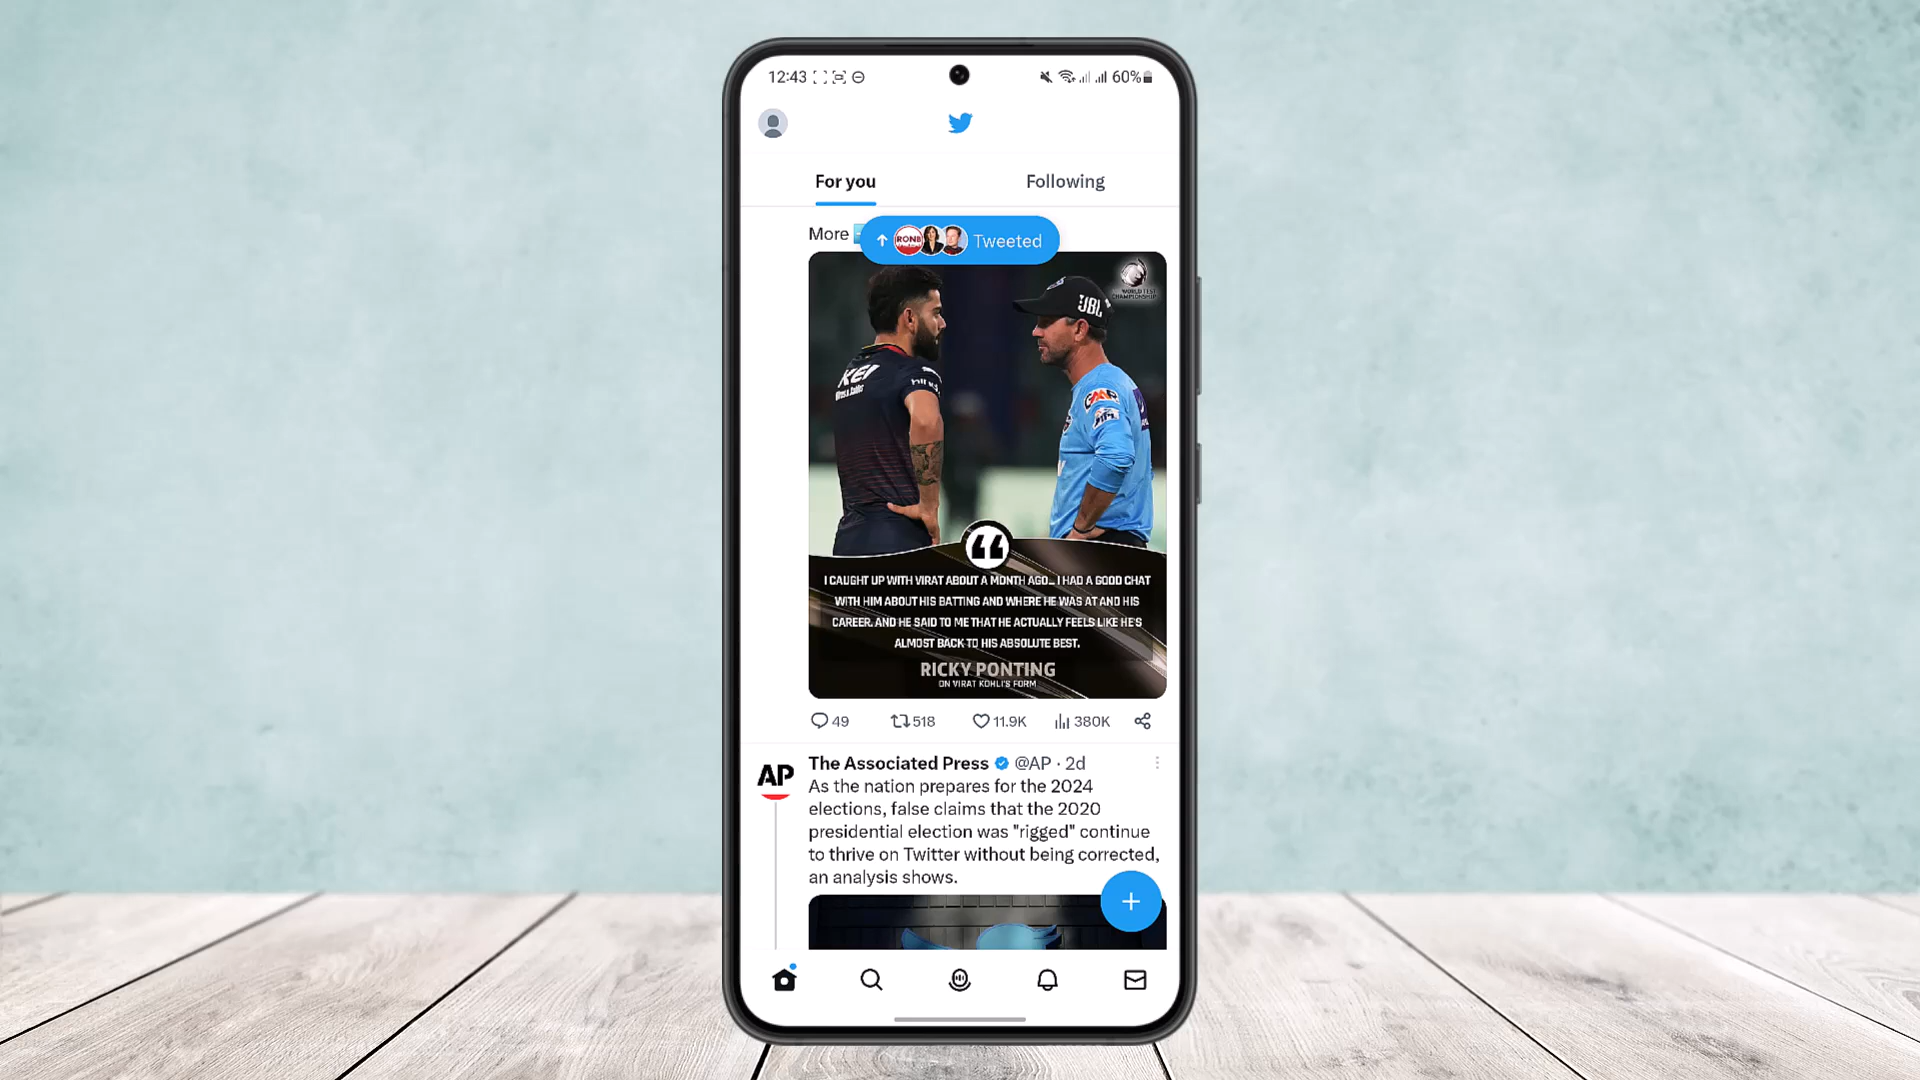 12:43
60%
For you Following
More
RONB Tweeted
WORLD TEST
CHAMPIONSHIP
JBL
KEI
Wires & Cables
GMR
I CAUGHT UP WITH VIRAT ABOUT A MONTH AGO... I HAD A GOOD CHAT
WITH HIM ABOUT HIS BATTING AND WHERE HE WAS AT AND HIS
CAREER. AND HE SAID TO ME THAT HE ACTUALLY FEELS LIKE HE'S
ALMOST BACK TO HIS ABSOLUTE BEST.
RICKY PONTING
ON VIRAT KOHLI'S FORM
49 518 11.9K 380K
AP The Associated Press @AP · 2d
As the nation prepares for the 2024
elections, false claims that the 2020
presidential election was "rigged" continue
to thrive on Twitter without being corrected,
an analysis shows.